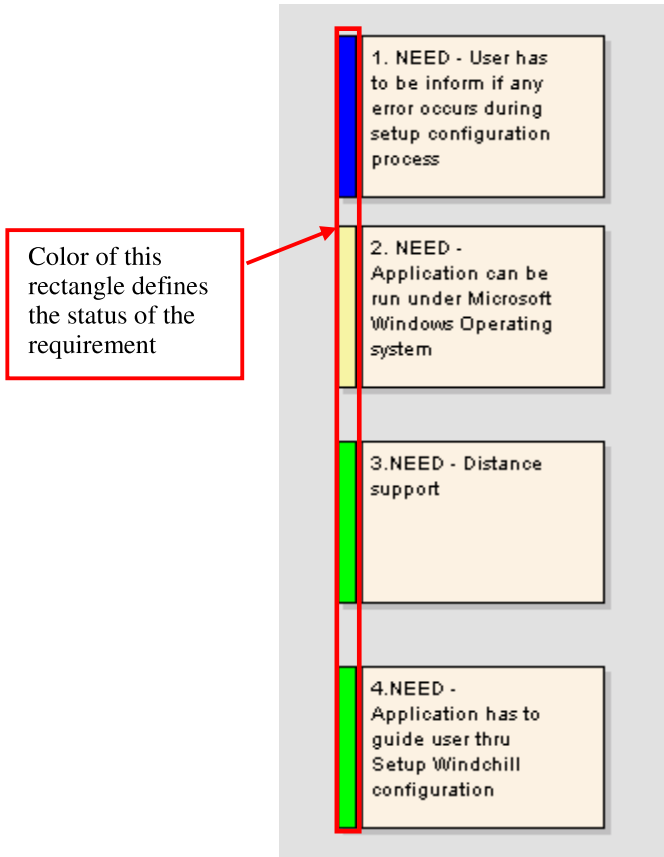 1. NEED - User has
to be inform if any
error occurs during
setup configuration
process
Color of this
rectangle defines
the status of the
requirement
2. NEED -
Application can be
run under Microsoft
Windows Operating
system
3.NEED - Distance
support
4.NEED -
Application has to
guide user thru
Setup Windchill
configuration